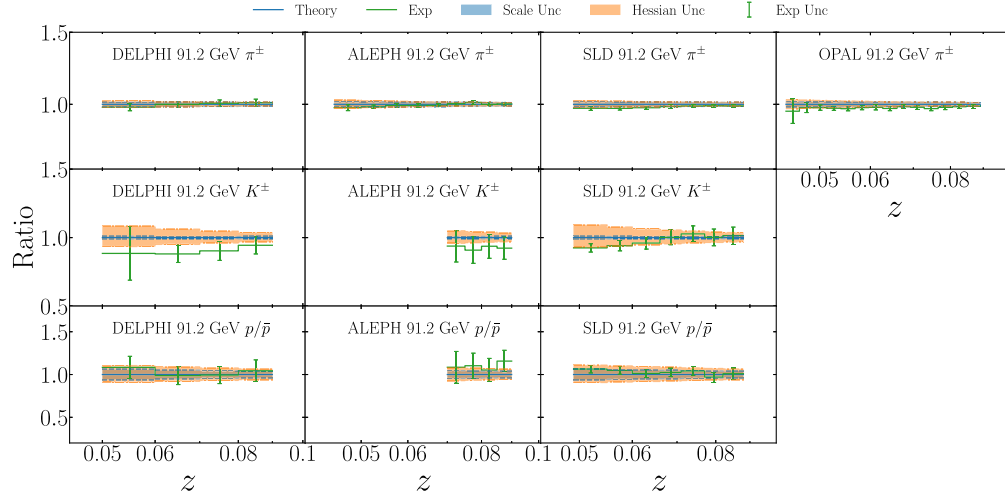 Theory Exp Scale Unc Hessian Unc Exp Unc
DELPHI 91.2 GeV π± ALEPH 91.2 GeV π± SLD 91.2 GeV π± OPAL 91.2 GeV π±
1.5
1.0
1.5
0.05 0.06 0.08
z
DELPHI 91.2 GeV K± ALEPH 91.2 GeV K± SLD 91.2 GeV K±
Ratio
1.0
0.5
DELPHI 91.2 GeV p/p̄ ALEPH 91.2 GeV p/p̄ SLD 91.2 GeV p/p̄
1.5
1.0
0.5
0.05 0.06 0.08 0.1 0.05 0.06 0.08 0.1 0.05 0.06 0.08
z z z